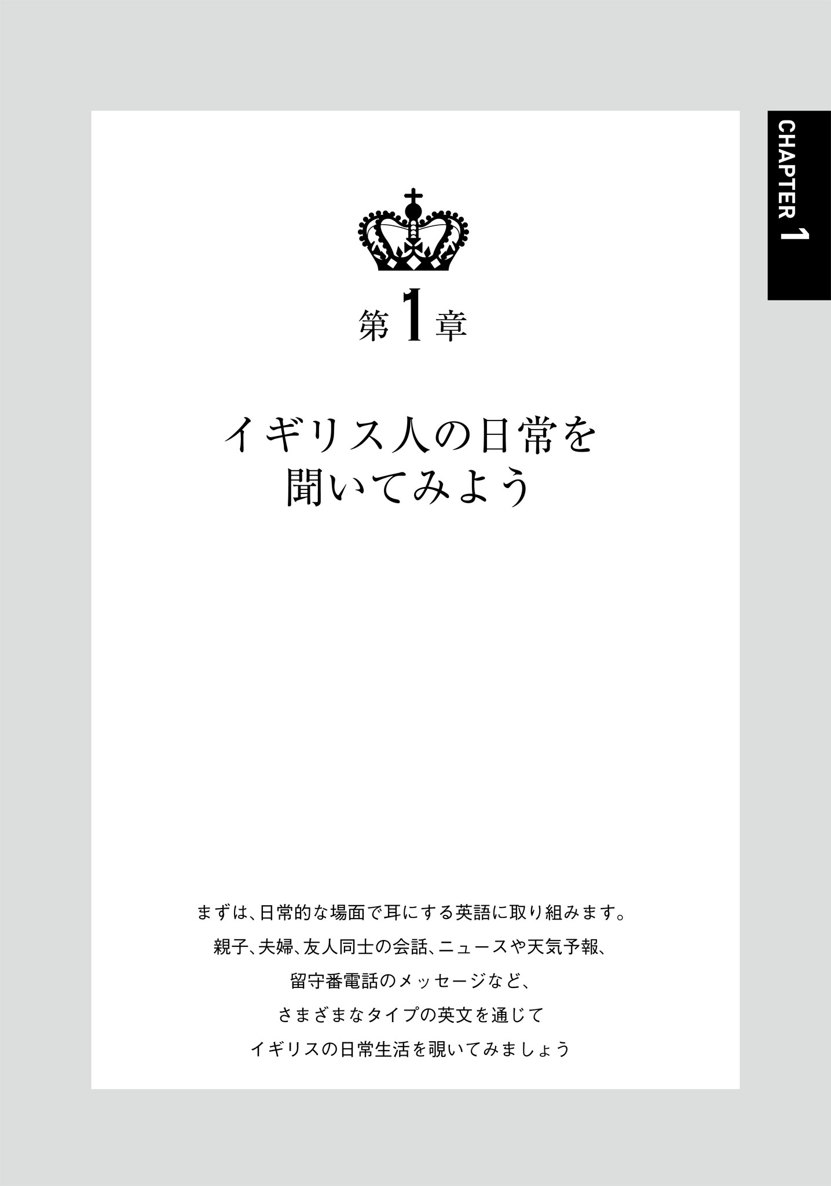 CHAPTER 1
第1章
イギリス人の日常を
聞いてみよう
まずは、日常的な場面で耳にする英語に取り組みます。
親子、夫婦、友人同士の会話、ニュースや天気予報、
留守番電話のメッセージなど、
さまざまなタイプの英文を通じて
イギリスの日常生活を覗いてみましょう